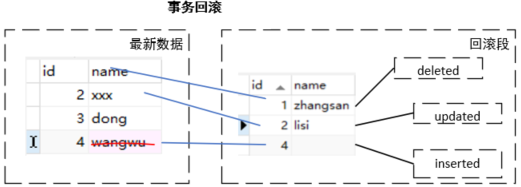 事务回滚
最新数据
id name
2 xxx
3 dong
4 wangwu
回滚段
id name
1 zhangsan
2 lisi
4
deleted
updated
inserted